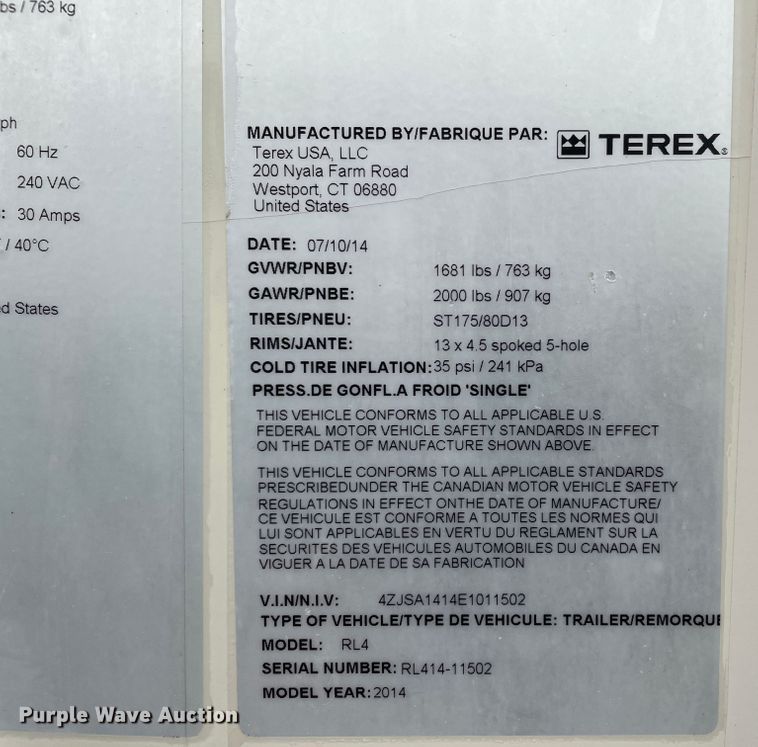 bs / 763 kg
ph
60 Hz
240 VAC
: 30 Amps
/ 40°C
d States
MANUFACTURED BY/FABRIQUE PAR: TEREX®
Terex USA, LLC
200 Nyala Farm Road
Westport, CT 06880
United States
DATE: 07/10/14
GVWR/PNBV: 1681 lbs / 763 kg
GAWR/PNBE: 2000 lbs / 907 kg
TIRES/PNEU: ST175/80D13
RIMS/JANTE: 13 x 4.5 spoked 5-hole
COLD TIRE INFLATION: 35 psi / 241 kPa
PRESS.DE GONFL.A FROID 'SINGLE'
THIS VEHICLE CONFORMS TO ALL APPLICABLE U.S.
FEDERAL MOTOR VEHICLE SAFETY STANDARDS IN EFFECT
ON THE DATE OF MANUFACTURE SHOWN ABOVE.
THIS VEHICLE CONFORMS TO ALL APPLICABLE STANDARDS
PRESCRIBEDUNDER THE CANADIAN MOTOR VEHICLE SAFETY
REGULATIONS IN EFFECT ONTHE DATE OF MANUFACTURE/
CE VEHICULE EST CONFORME A TOUTES LES NORMES QUI
LUI SONT APPLICABLES EN VERTU DU REGLEMENT SUR LA
SECURITES DES VEHICULES AUTOMOBILES DU CANADA EN
VIGUER A LA DATE DE SA FABRICATION
V.I.N/N.I.V: 4ZJSA1414E1011502
TYPE OF VEHICLE/TYPE DE VEHICULE: TRAILER/REMORQUE
MODEL: RL4
SERIAL NUMBER: RL414-11502
MODEL YEAR: 2014
Purple Wave Auction